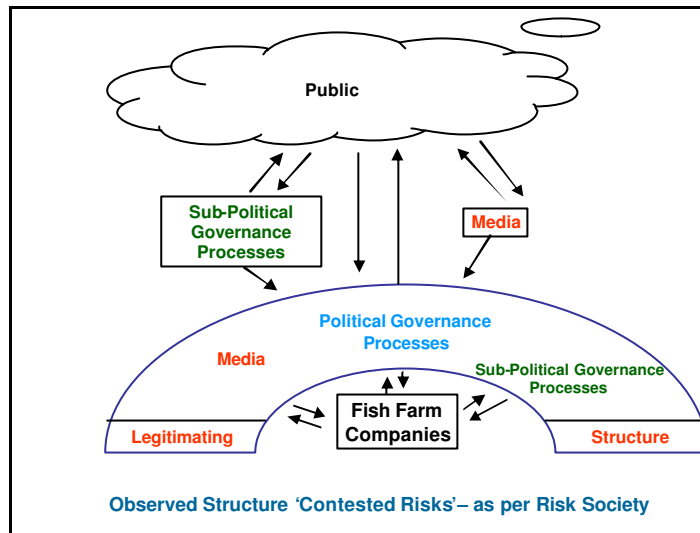 Public
Sub-Political
Governance
Processes
Media
Political Governance
Processes
Media
Sub-Political Governance
Processes
Fish Farm
Companies
Legitimating
Structure
Observed Structure ‘Contested Risks’– as per Risk Society